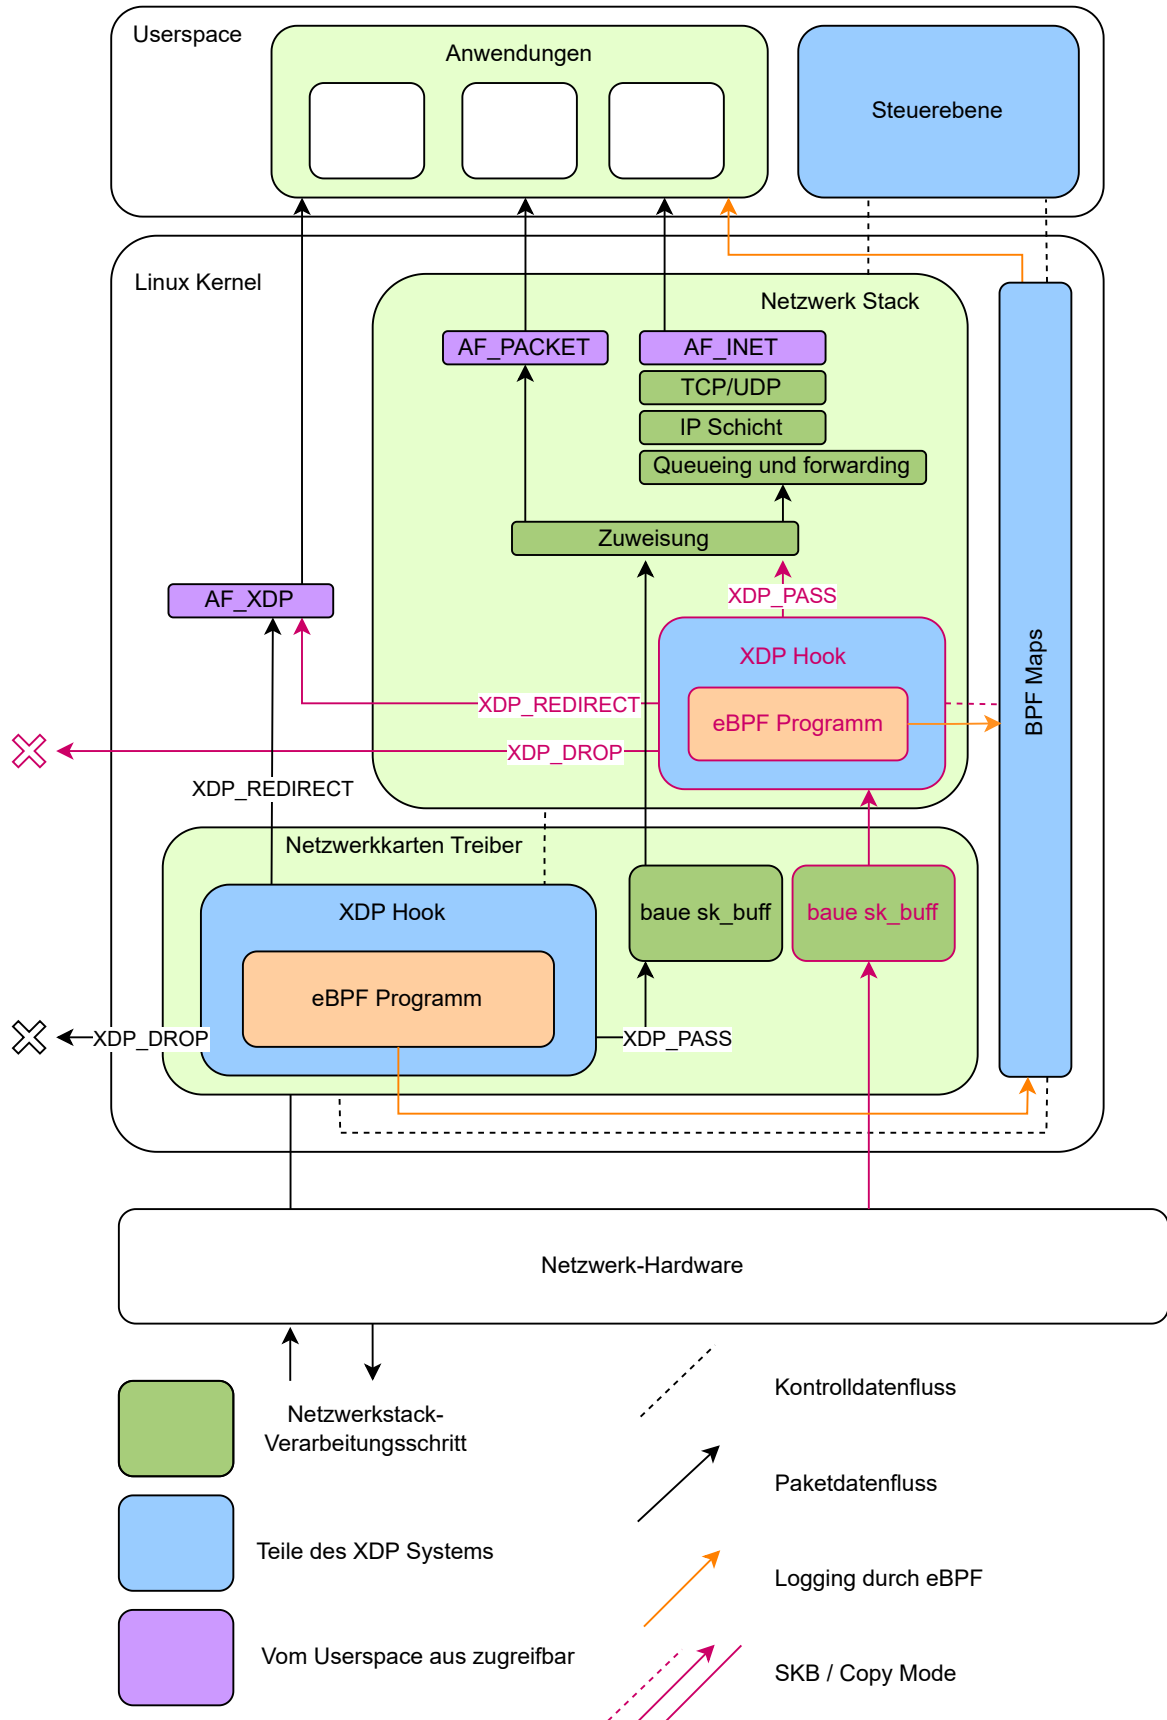 Userspace
Anwendungen
Steuerebene
Linux Kernel
Netzwerk Stack
AF_PACKET
AF_INET
TCP/UDP
IP Schicht
Queueing und forwarding
Zuweisung
AF_XDP
XDP_PASS
XDP Hook
XDP_REDIRECT
eBPF Programm
BPF Maps
XDP_DROP
XDP_REDIRECT
Netzwerkkarten Treiber
XDP Hook
baue sk_buff
baue sk_buff
eBPF Programm
XDP_DROP
XDP_PASS
Netzwerk-Hardware
Netzwerkstack-
Verarbeitungsschritt
Kontrolldatenfluss
Paketdatenfluss
Teile des XDP Systems
Logging durch eBPF
Vom Userspace aus zugreifbar
SKB / Copy Mode